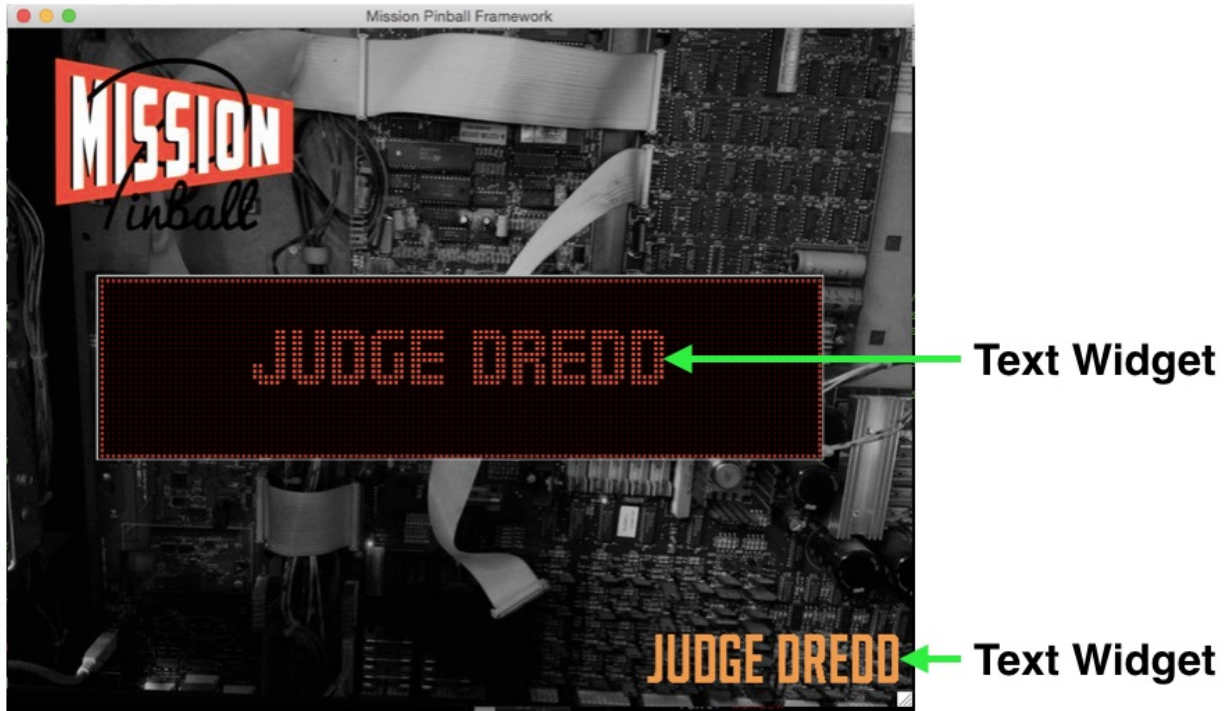 Mission Pinball Framework
MISSION
Pinball
JUDGE DREDD
Text Widget
JUDGE DREDD
Text Widget